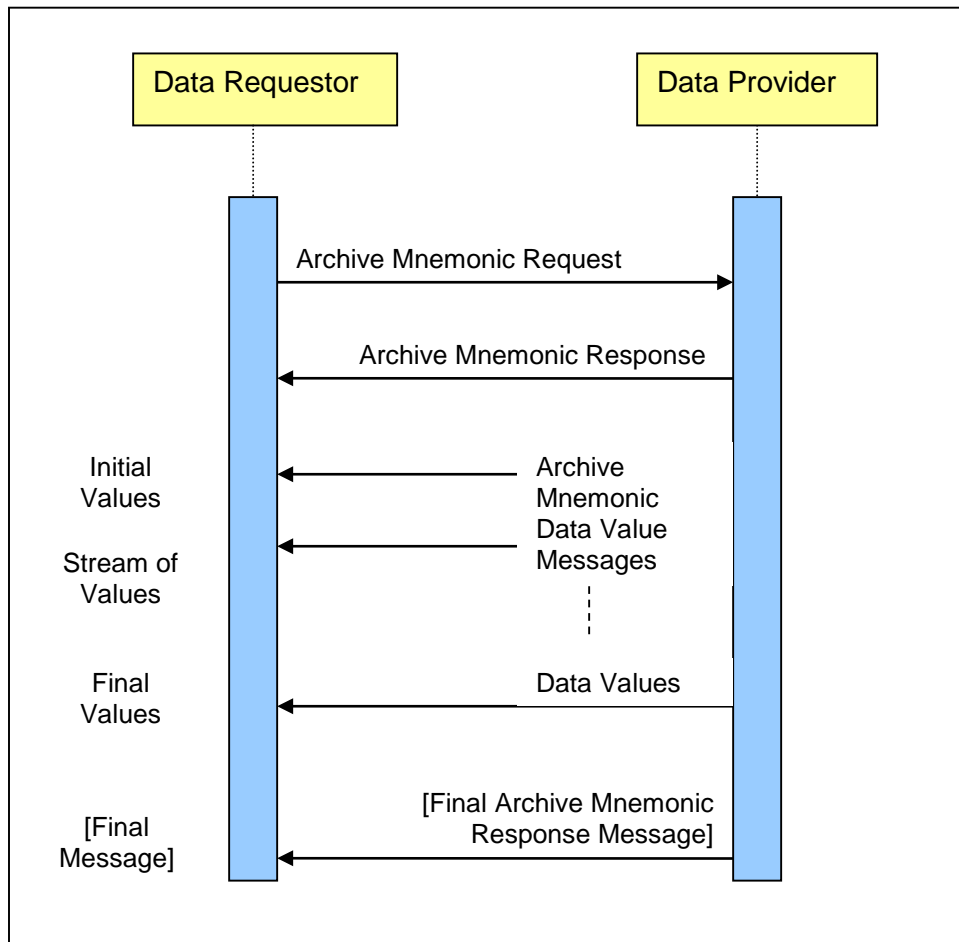 Data Requestor
Data Provider
Archive Mnemonic Request
Archive Mnemonic Response
Initial
Values
Archive
Mnemonic
Data Value
Messages
Stream of
Values
Final
Values
Data Values
[Final Archive Mnemonic
Response Message]
[Final
Message]